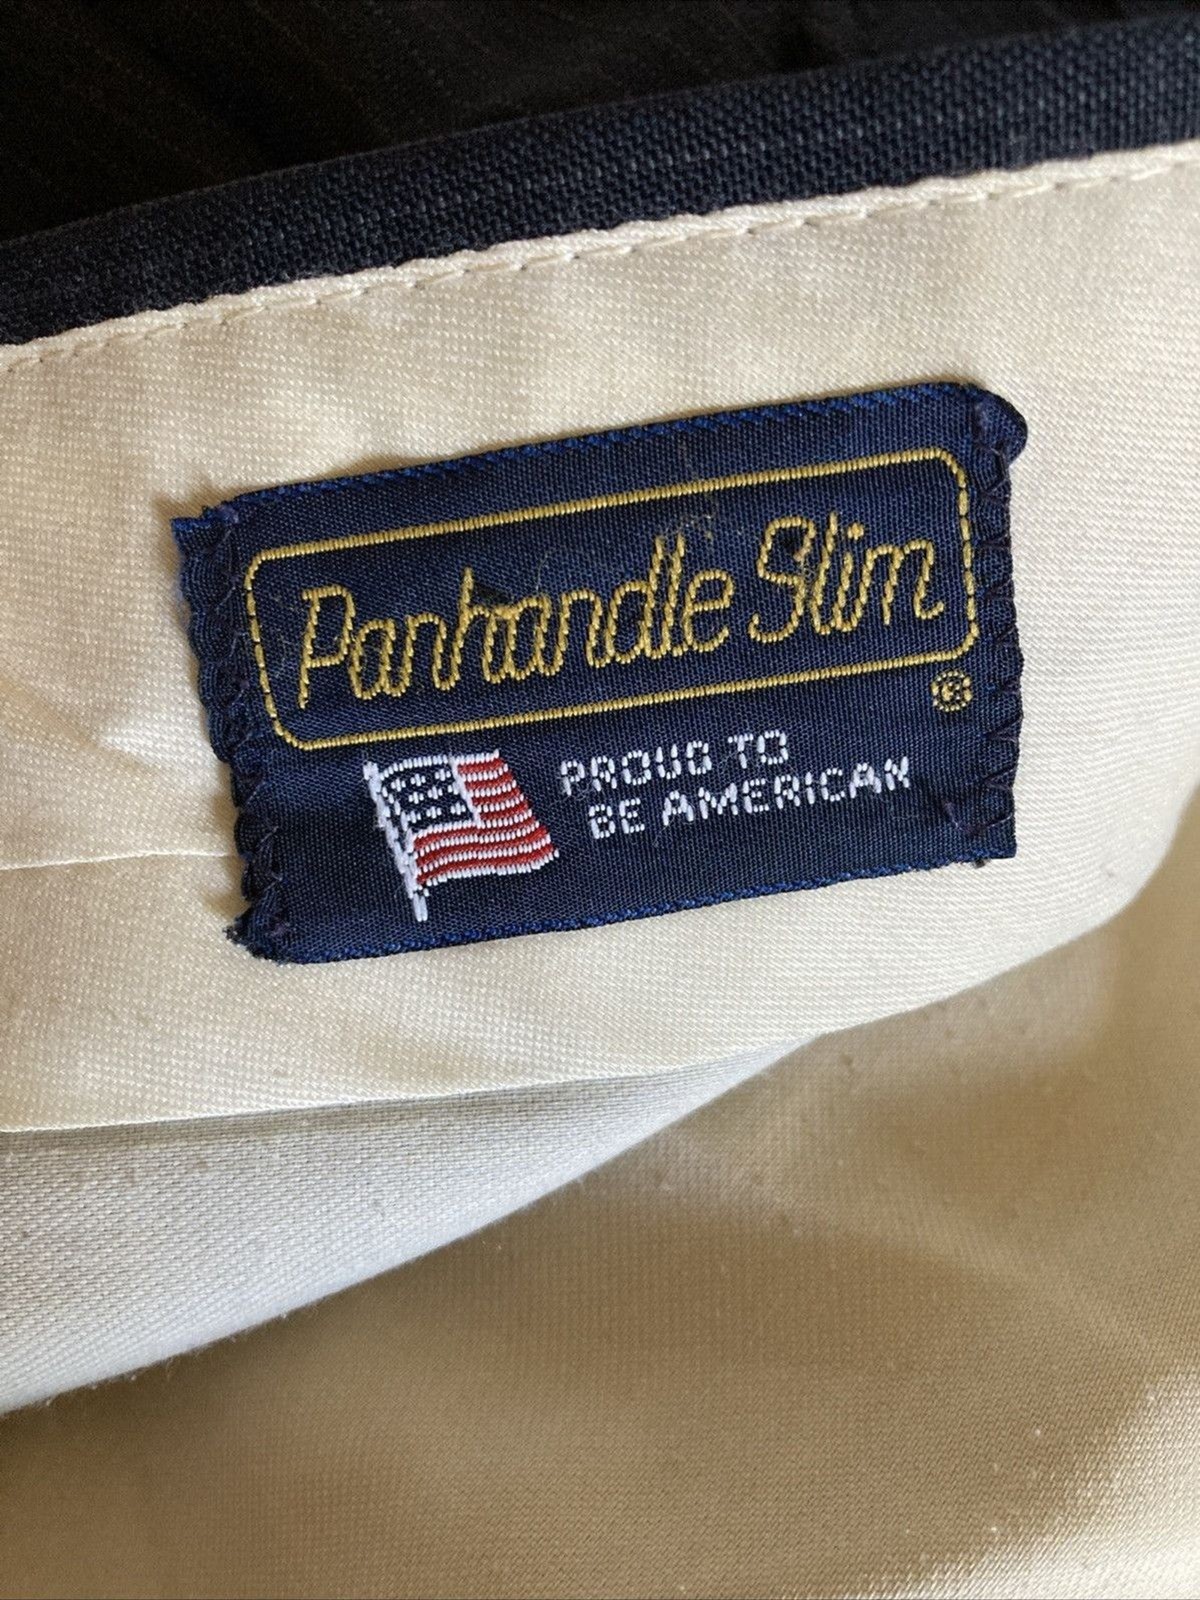 Panhandle Slim
®
PROUD TO
BE AMERICAN